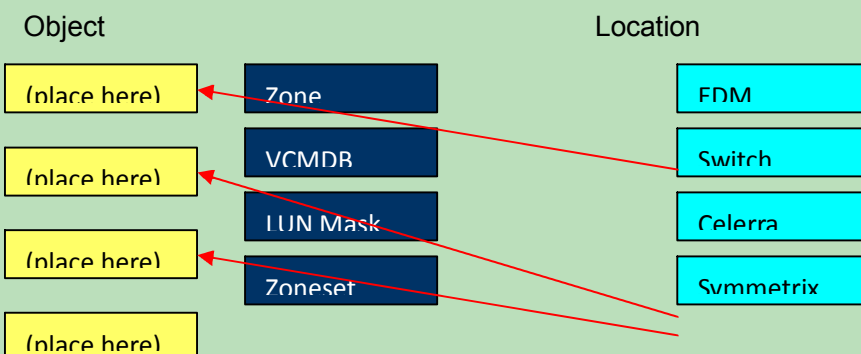 Object Location
(place here) Zone EDM
(place here) VCMDB Switch
(place here) LUN Mask Celerra
(place here) Zoneset Symmetrix